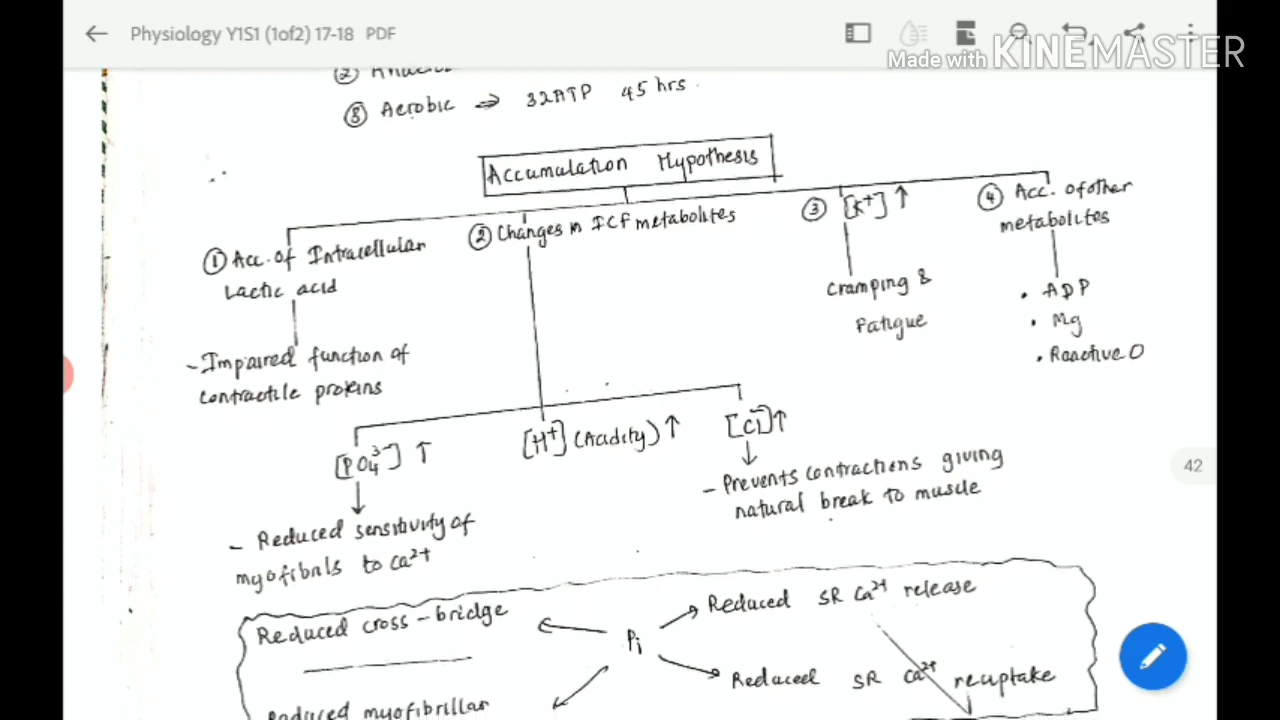 Physiology Y1S1 (1of2) 17-18 PDF
Made with KINEMASTER
②
③ Aerobic ⇒ 32ATP 45 hrs.
Accumulation Hypothesis
① Acc. of Intracellular
Lactic acid
- Impaired function of
contractile proteins
② Changes in ICF metabolites
③ [K+] ↑
Cramping &
Fatigue
④ Acc. of other
metabolites
• ADP
• Mg
• Reactive O
[PO₄³⁻] ↑
[H+] (Acidity) ↑
[Cl⁻] ↑
- Reduced sensitivity of
myofibrils to Ca²⁺
- Prevents contractions giving
natural break to muscle
42
Reduced cross-bridge
Pi
Reduced SR Ca²⁺ release
Reduced SR Ca²⁺ reuptake
Reduced myofibrillar